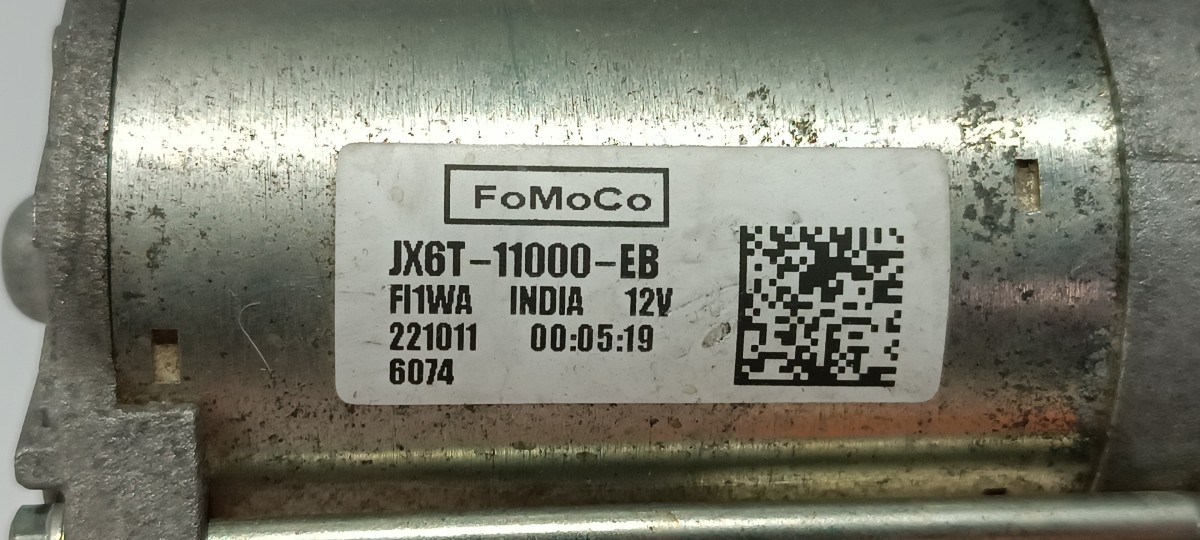 FoMoCo
JX6T-11000-EB
FI1WA INDIA 12V
221011 00:05:19
6074